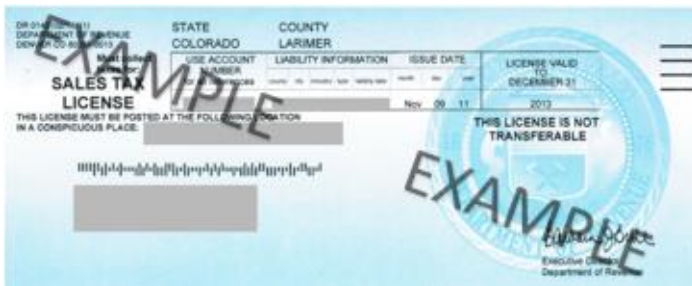 STATE COUNTY
DEPARTMENT OF REVENUE
COLORADO LARIMER
USE ACCOUNT NUMBER LIABILITY INFORMATION ISSUE DATE LICENSE VALID TO DECEMBER 31
SALES TAX
LICENSE
Nov 09 11 2013
THIS LICENSE MUST BE POSTED AT THE FOLLOWING LOCATION
IN A CONSPICUOUS PLACE:
THIS LICENSE IS NOT
TRANSFERABLE
EXAMPLE
EXAMPLE
Executive Director
Department of Revenue